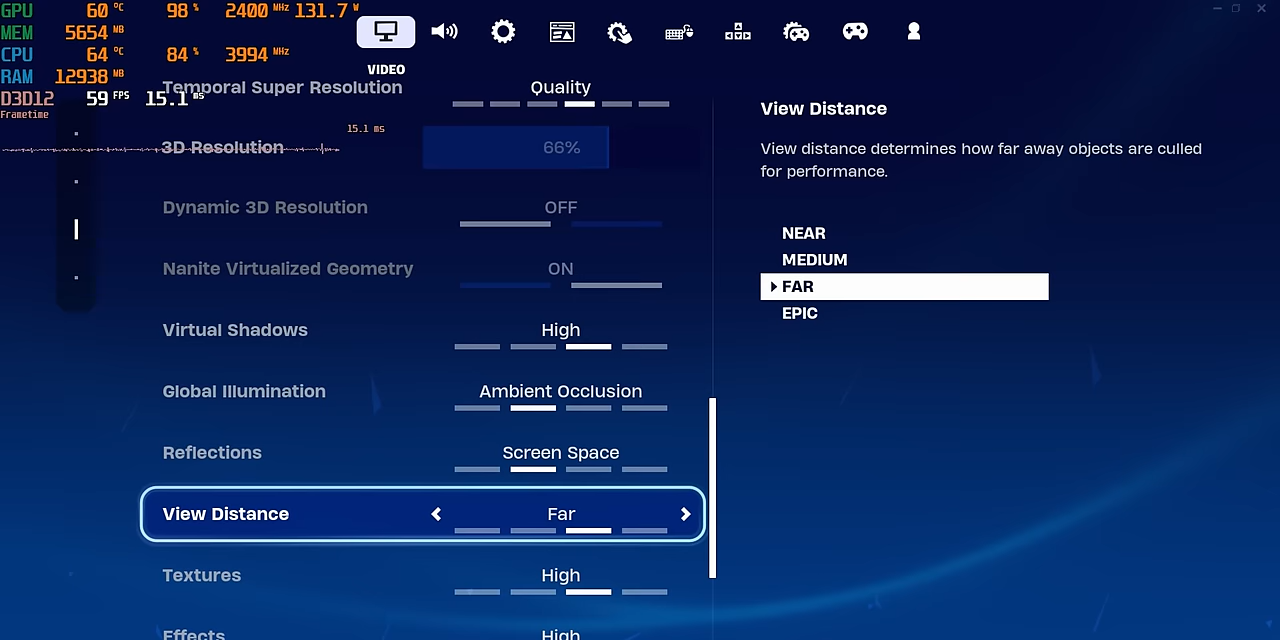 GPU 60 °C 98 % 2400 MHz 131.7 W
MEM 5654 MB
CPU 64 °C 84 % 3994 MHz
RAM 12938 MB
D3D12 59 FPS 15.1 ms
Frametime
15.1 ms
VIDEO
Temporal Super Resolution Quality
3D Resolution 66%
Dynamic 3D Resolution OFF
Nanite Virtualized Geometry ON
Virtual Shadows High
Global Illumination Ambient Occlusion
Reflections Screen Space
View Distance Far
Textures High
Effects High
View Distance
View distance determines how far away objects are culled
for performance.
NEAR
MEDIUM
FAR
EPIC